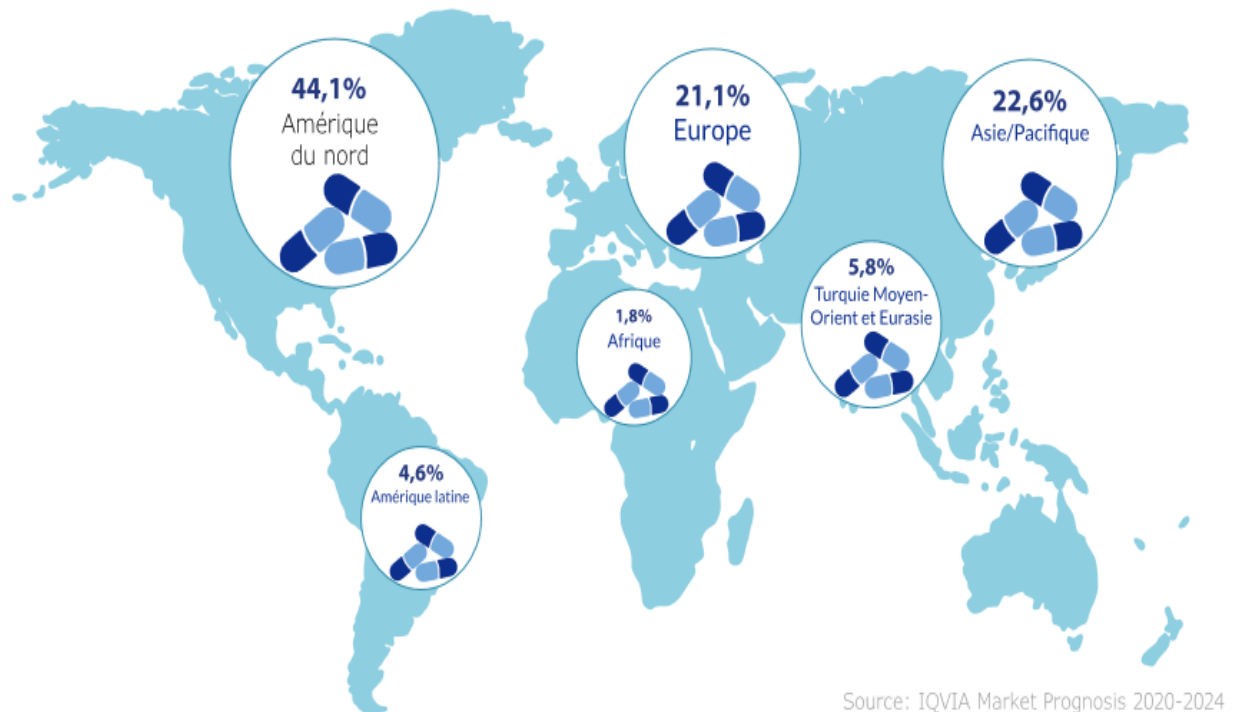 44,1%
Amérique
du nord
21,1%
Europe
22,6%
Asie/Pacifique
5,8%
Turquie Moyen-
Orient et Eurasie
1,8%
Afrique
4,6%
Amérique latine
Source: IQVIA Market Prognosis 2020-2024